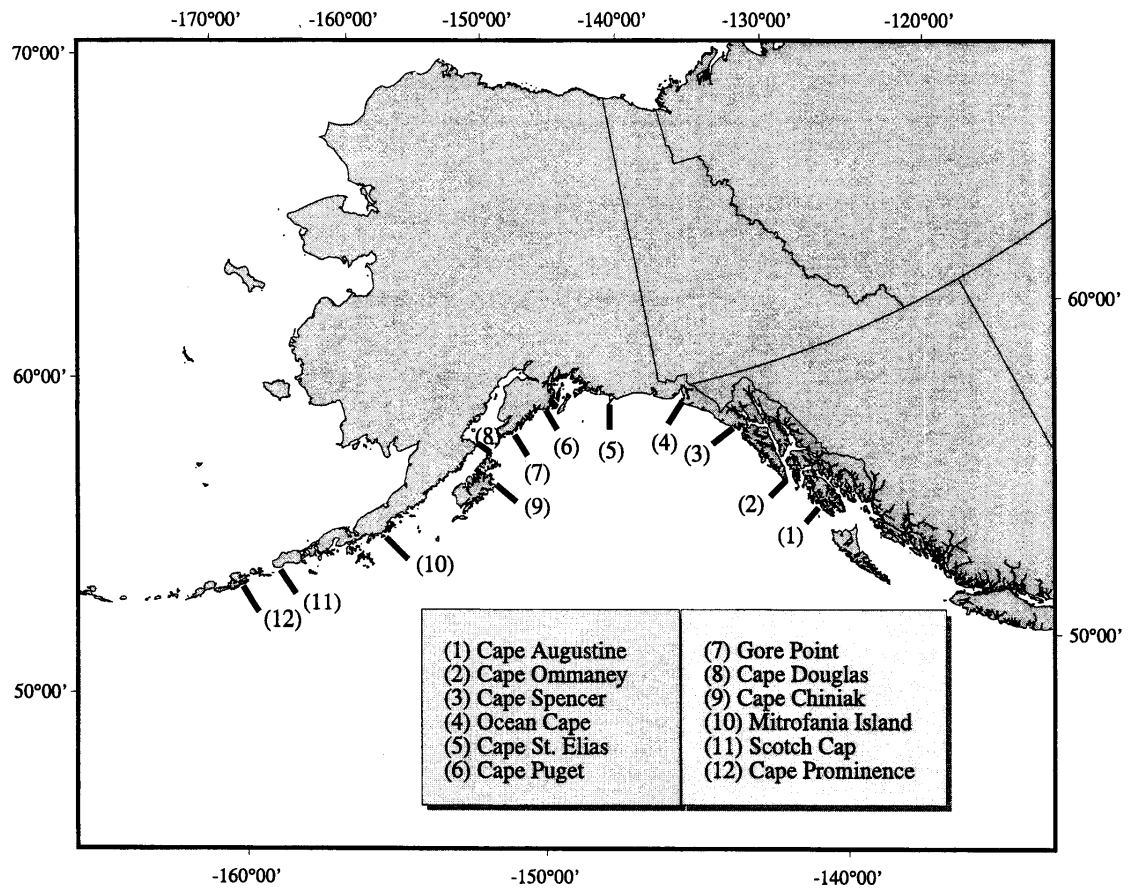 -170°00' -160°00' -150°00' -140°00' -130°00' -120°00'
70°00'
60°00'
60°00'
(8)
(6)
(5)
(4)
(3)
(7)
(9)
(2)
(1)
(10)
(11)
(12)
50°00'
50°00'
(1) Cape Augustine
(2) Cape Ommaney
(3) Cape Spencer
(4) Ocean Cape
(5) Cape St. Elias
(6) Cape Puget
(7) Gore Point
(8) Cape Douglas
(9) Cape Chiniak
(10) Mitrofania Island
(11) Scotch Cap
(12) Cape Prominence
-160°00' -150°00' -140°00'